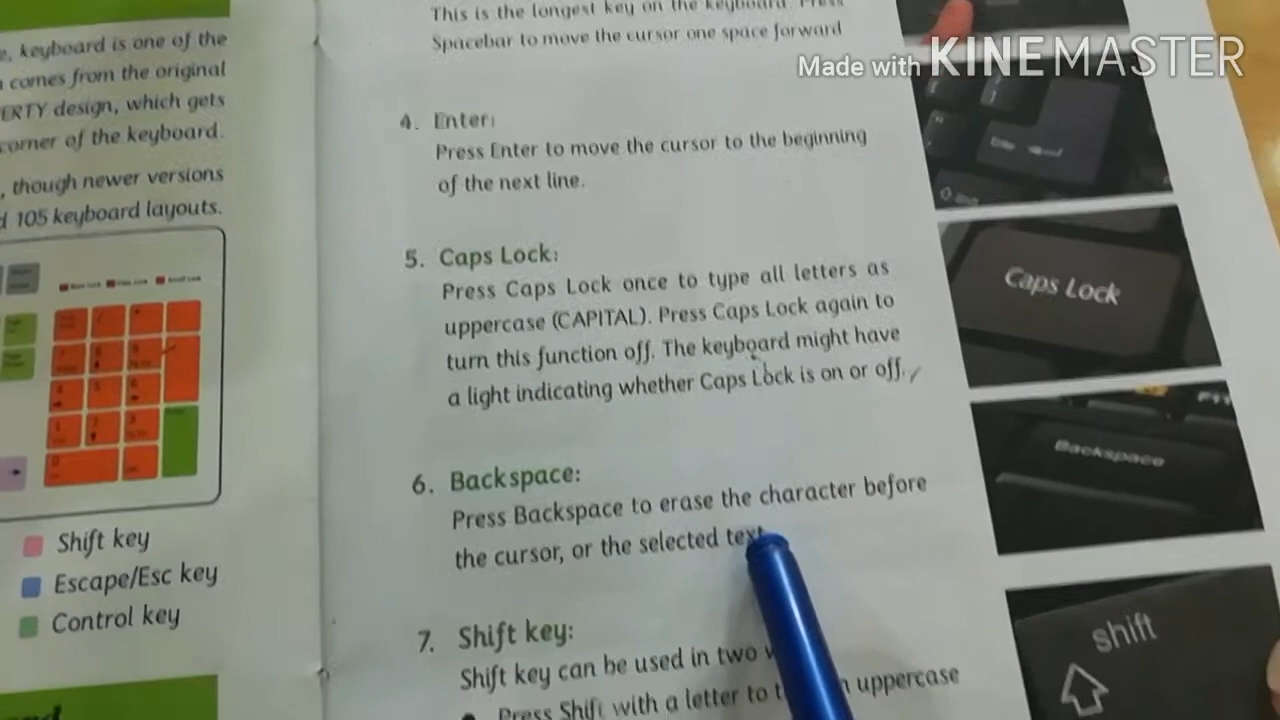 e, keyboard is one of the
comes from the original
ERTY design, which gets
corner of the keyboard.
, though newer versions
d 105 keyboard layouts.
Shift key
Escape/Esc key
Control key
This is the longest key on the keyboard. Press
Spacebar to move the cursor one space forward
4. Enter:
Press Enter to move the cursor to the beginning
of the next line.
5. Caps Lock:
Press Caps Lock once to type all letters as
uppercase (CAPITAL). Press Caps Lock again to
turn this function off. The keyboard might have
a light indicating whether Caps Lock is on or off.
6. Backspace:
Press Backspace to erase the character before
the cursor, or the selected text
7. Shift key:
Shift key can be used in two
Press Shift with a letter to t uppercase
Made with KINEMASTER
Enter
Caps Lock
Backspace
shift